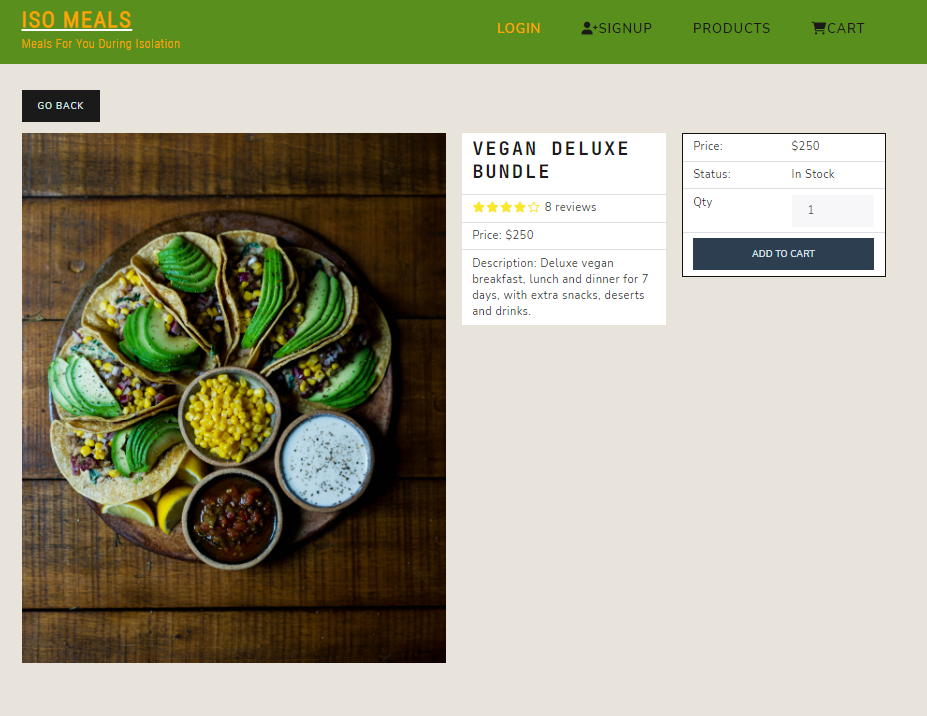 ISO MEALS
Meals For You During Isolation
LOGIN
SIGNUP
PRODUCTS
CART
GO BACK
VEGAN DELUXE
BUNDLE
8 reviews
Price: $250
Description: Deluxe vegan
breakfast, lunch and dinner for 7
days, with extra snacks, deserts
and drinks.
Price: $250
Status: In Stock
Qty 1
ADD TO CART